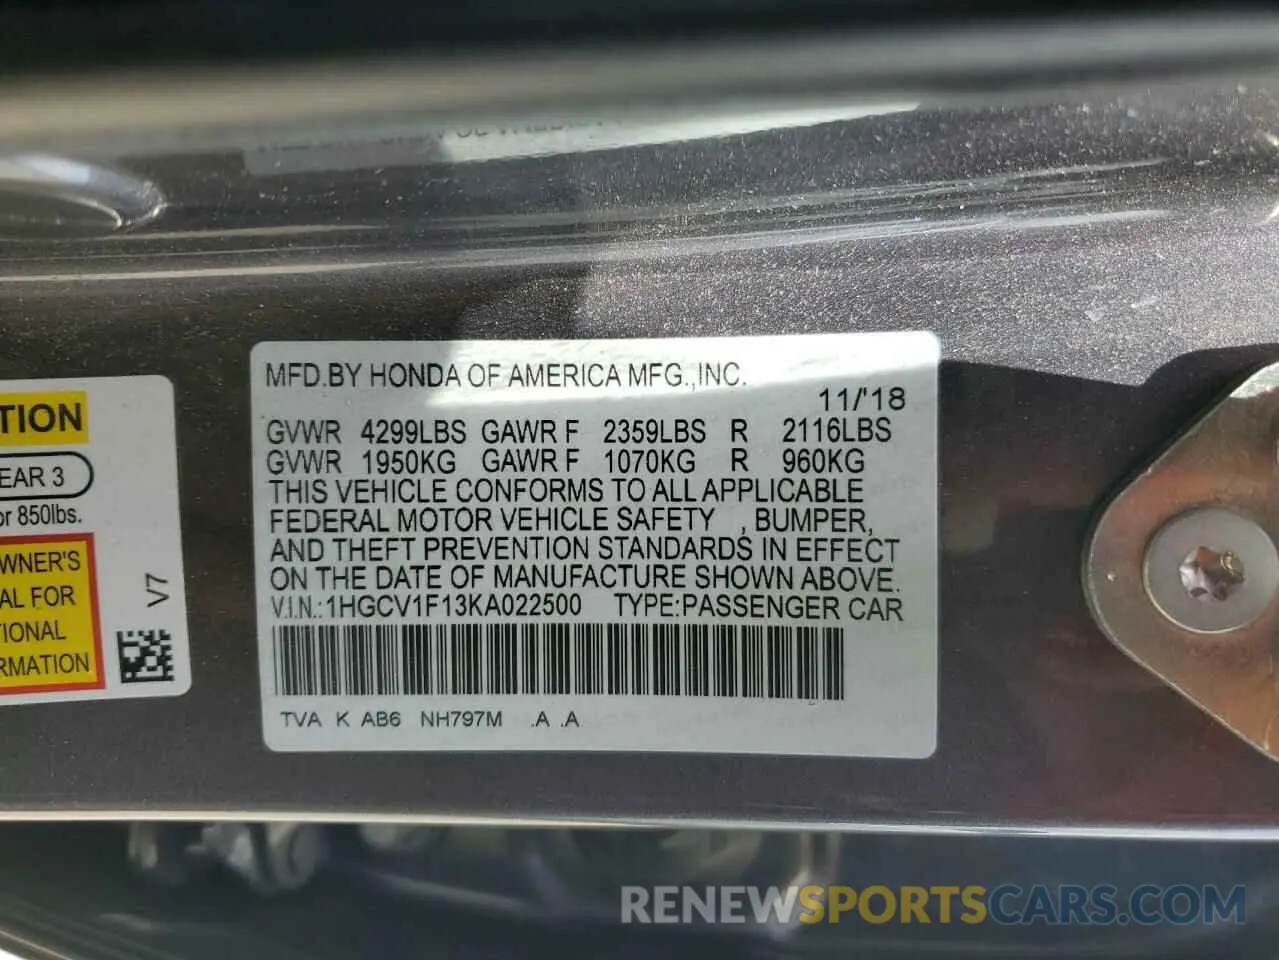 MFD.BY HONDA OF AMERICA MFG.,INC.
11/'18
GVWR 4299LBS GAWR F 2359LBS R 2116LBS
GVWR 1950KG GAWR F 1070KG R 960KG
THIS VEHICLE CONFORMS TO ALL APPLICABLE
FEDERAL MOTOR VEHICLE SAFETY , BUMPER,
AND THEFT PREVENTION STANDARDS IN EFFECT
ON THE DATE OF MANUFACTURE SHOWN ABOVE.
V.I.N.:1HGCV1F13KA022500 TYPE:PASSENGER CAR
TVA K AB6 NH797M .A .A
TION
EAR 3
or 850lbs.
WNER'S
AL FOR
TIONAL
RMATION
V7
RENEWSPORTSCARS.COM